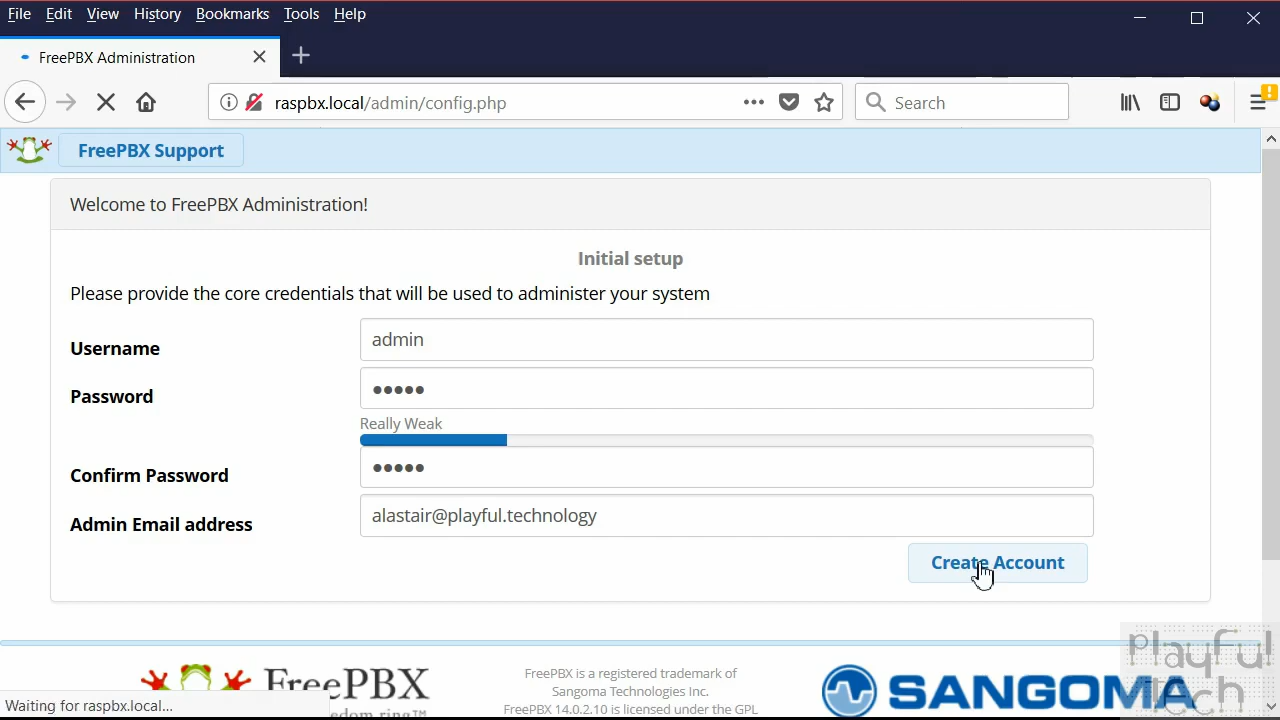 File Edit View History Bookmarks Tools Help
FreePBX Administration
raspbx.local/admin/config.php
Search
FreePBX Support
Welcome to FreePBX Administration!
Initial setup
Please provide the core credentials that will be used to administer your system
Username
admin
Password
•••••
Really Weak
Confirm Password
•••••
Admin Email address
alastair@playful.technology
Create Account
FreePBX
FreePBX is a registered trademark of
Sangoma Technologies Inc.
FreePBX 14.0.2.10 is licensed under the GPL
SANGOMA
playful
tech
Waiting for raspbx.local...